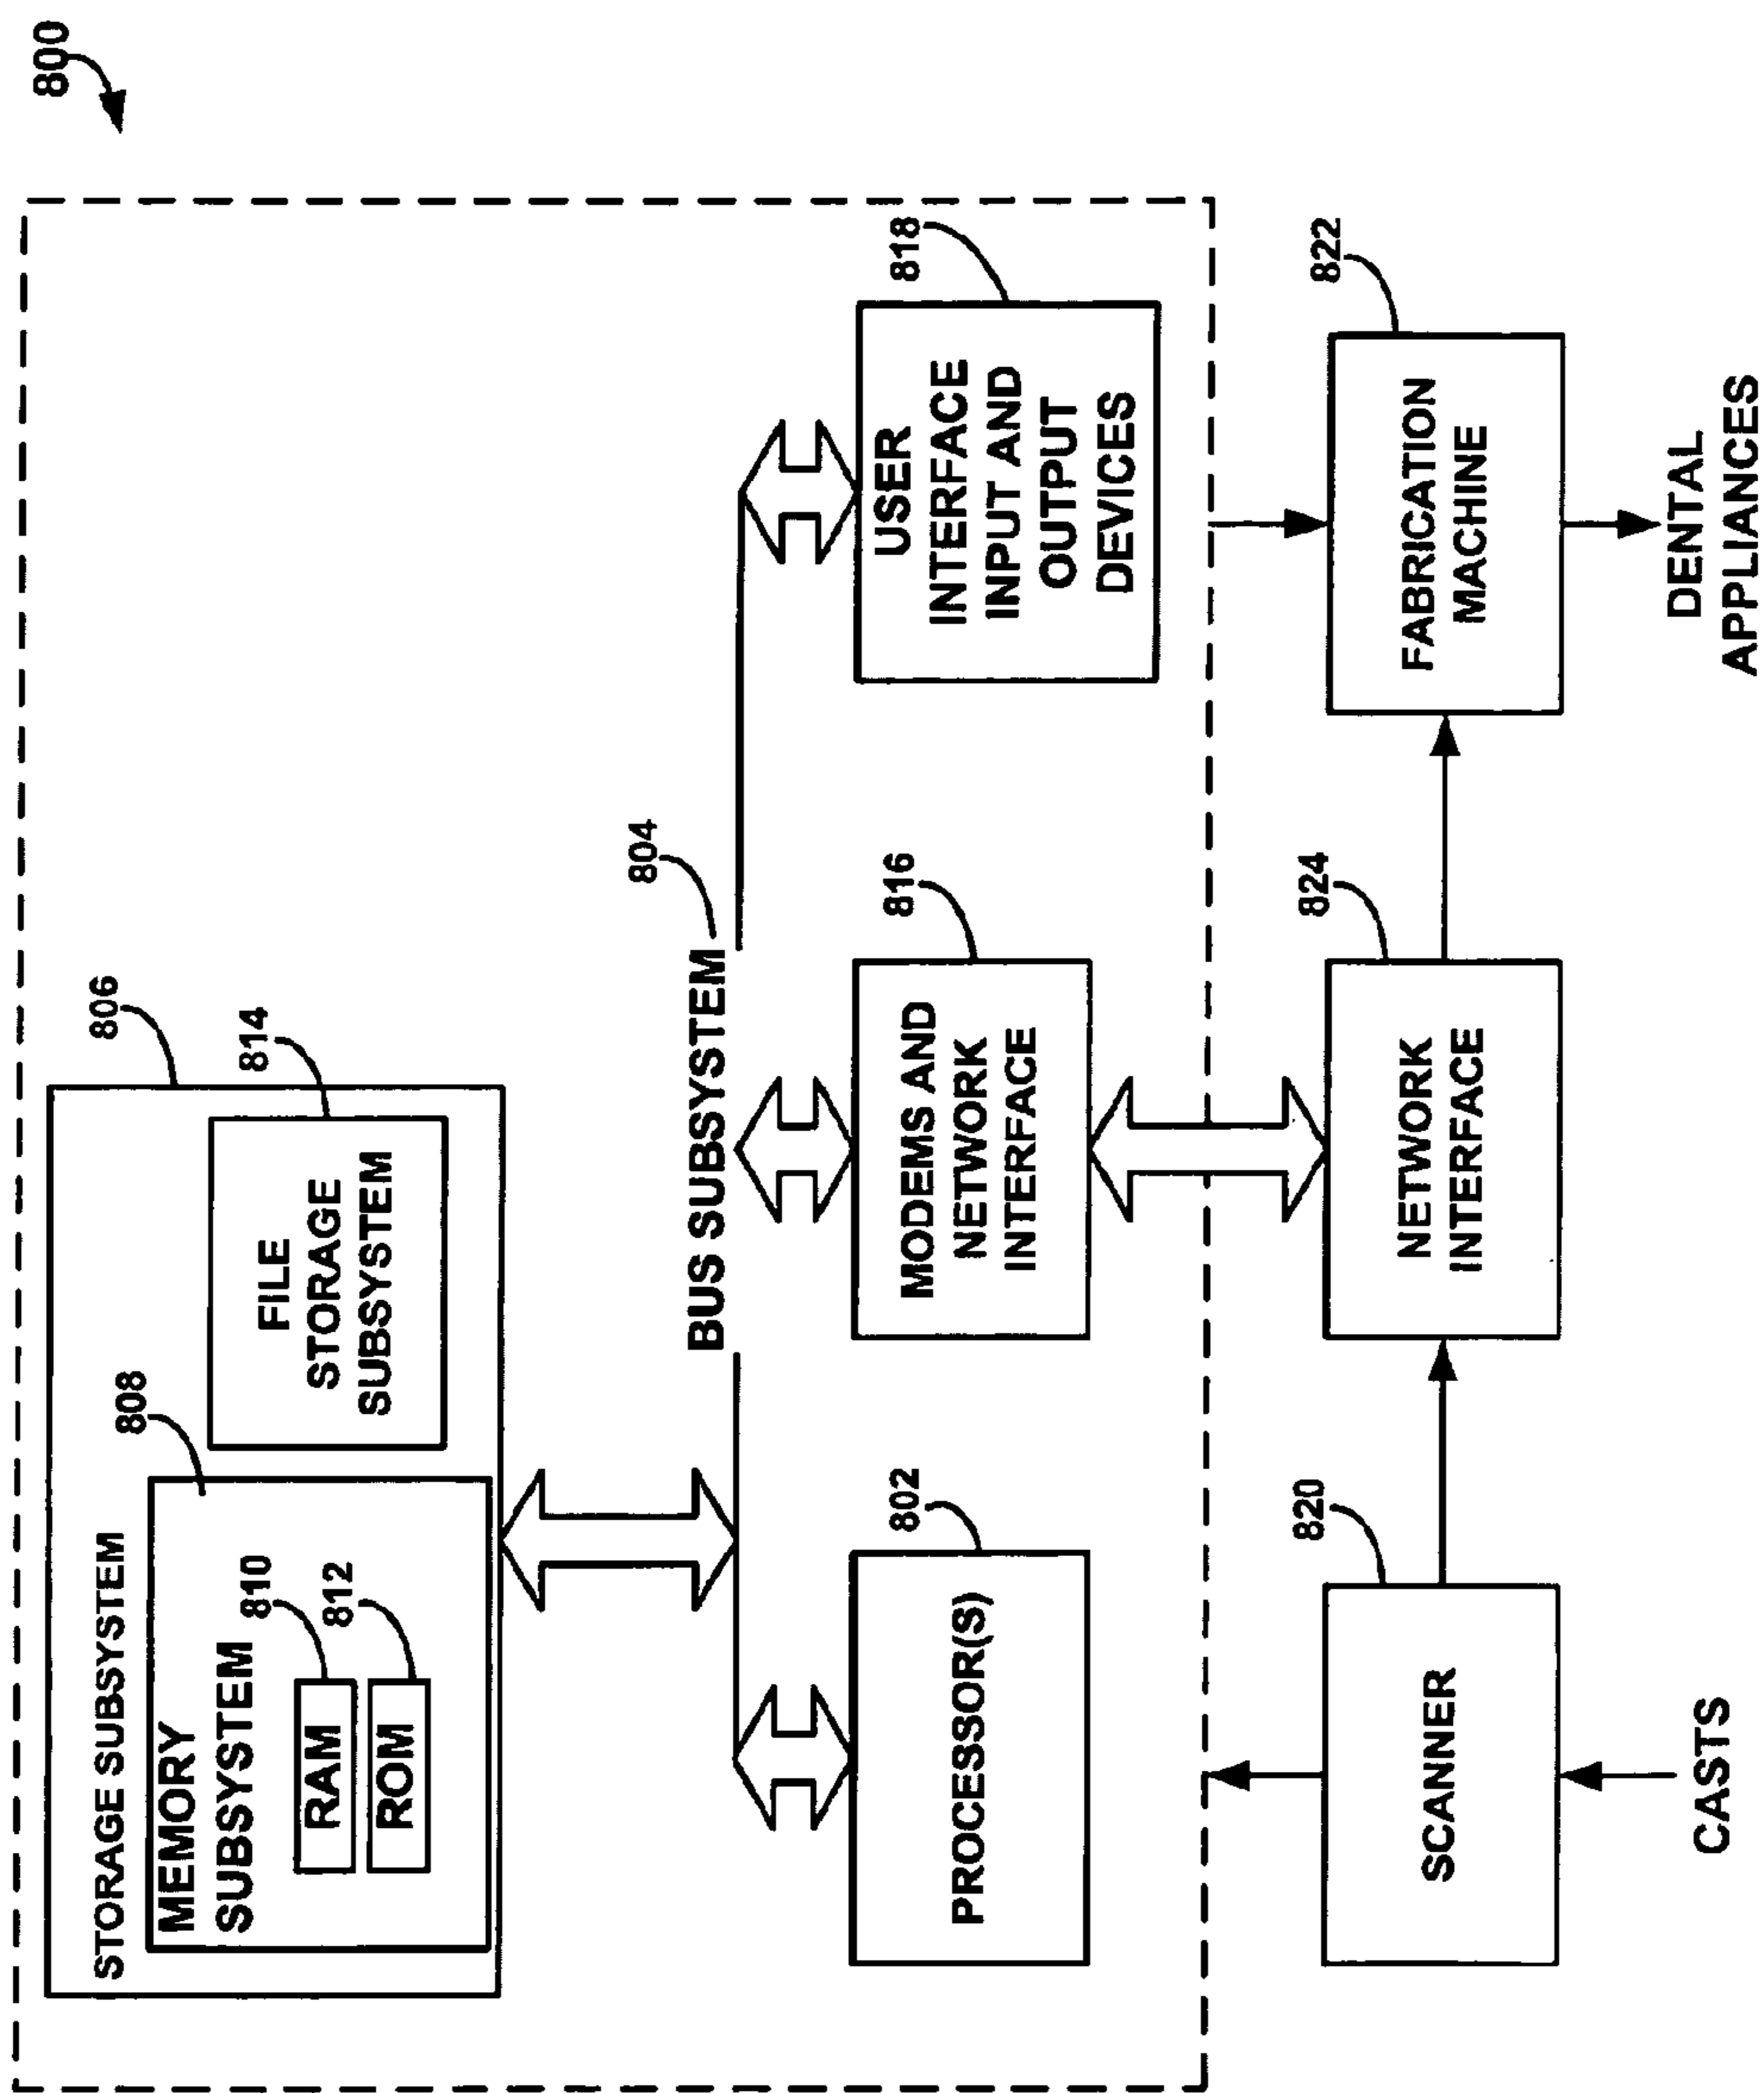 800
806
STORAGE SUBSYSTEM
808
814
MEMORY
SUBSYSTEM
810
RAM
812
ROM
FILE
STORAGE
SUBSYSTEM
804
BUS SUBSYSTEM
802
PROCESSOR(S)
816
MODEMS AND
NETWORK
INTERFACE
818
USER
INTERFACE
INPUT AND
OUTPUT
DEVICES
820
SCANNER
824
NETWORK
INTERFACE
822
FABRICATION
MACHINE
CASTS
DENTAL
APPLIANCES